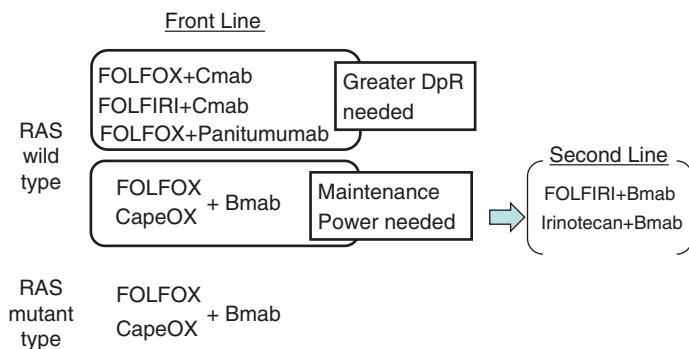 Front Line
RAS
wild
type
FOLFOX+Cmab
FOLFIRI+Cmab
FOLFOX+Panitumumab
Greater DpR
needed
FOLFOX
CapeOX
+ Bmab
Maintenance
Power needed
Second Line
FOLFIRI+Bmab
Irinotecan+Bmab
RAS
mutant
type
FOLFOX
CapeOX
+ Bmab